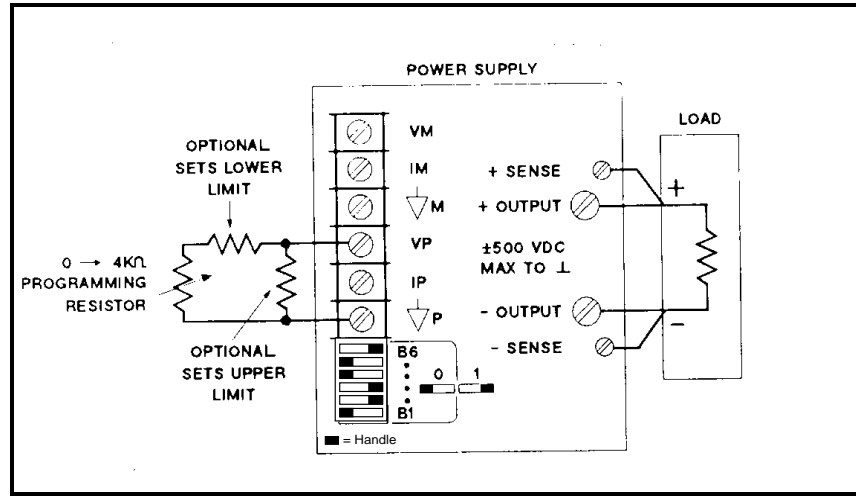 POWER SUPPLY
LOAD
OPTIONAL
SETS LOWER
LIMIT
0 → 4KΩ
PROGRAMMING
RESISTOR
OPTIONAL
SETS UPPER
LIMIT
VM
IM
M
VP
IP
P
B6
B1
0 1
= Handle
+ SENSE
+ OUTPUT
±500 VDC
MAX TO ⊥
- OUTPUT
- SENSE
+
-